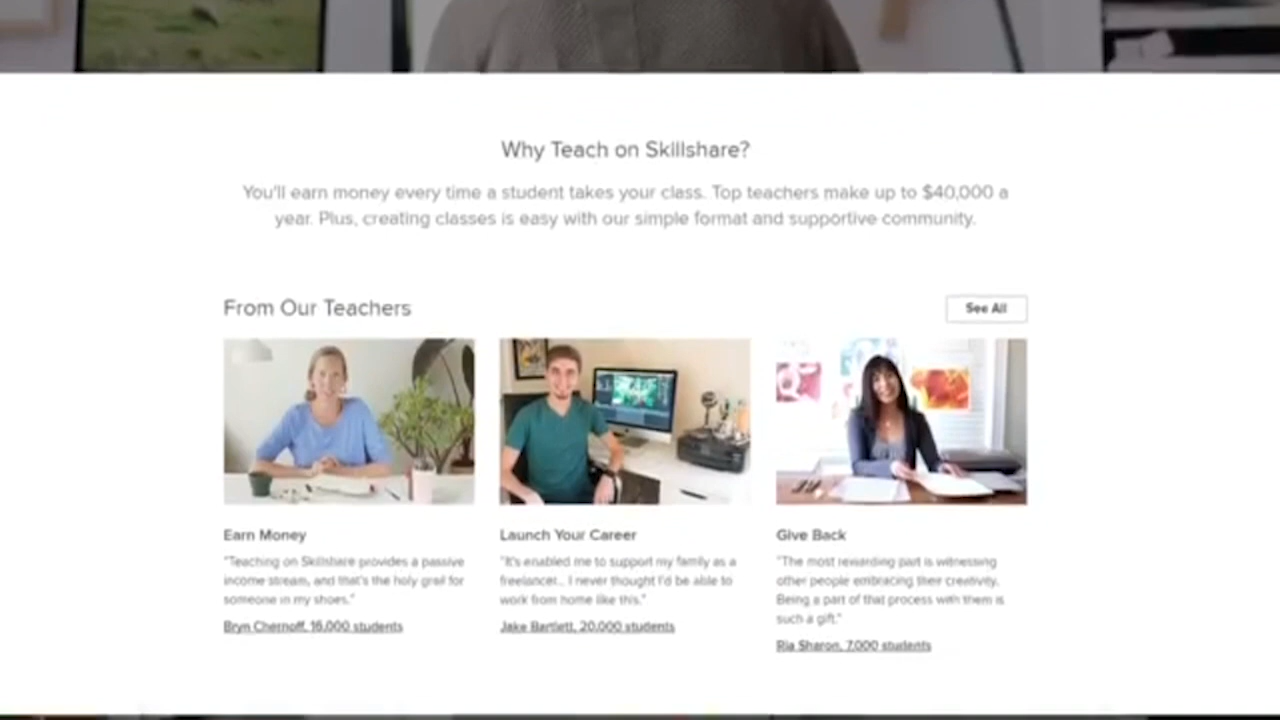 Why Teach on Skillshare?
You'll earn money every time a student takes your class. Top teachers make up to $40,000 a
year. Plus, creating classes is easy with our simple format and supportive community.
From Our Teachers
See All
Earn Money
Launch Your Career
Give Back
"Teaching on Skillshare provides a passive
income stream, and that's the holy grail for
someone in my shoes."
Bryn Chernoff, 16,000 students
"It's enabled me to support my family as a
freelancer... I never thought I'd be able to
work from home like this."
Jake Bartlett, 20,000 students
"The most rewarding part is witnessing
other people embracing their creativity.
Being a part of that process with them is
such a gift."
Ria Sharon, 7,000 students